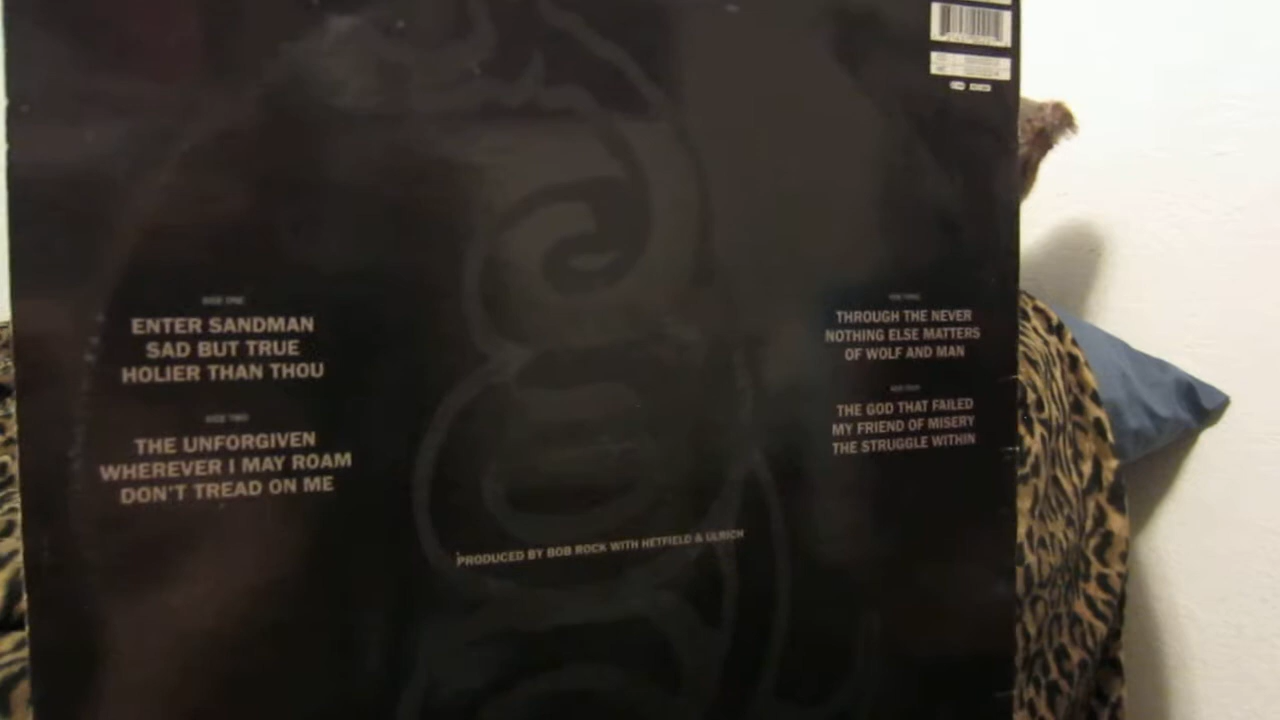 SIDE ONE
ENTER SANDMAN
SAD BUT TRUE
HOLIER THAN THOU
SIDE TWO
THE UNFORGIVEN
WHEREVER I MAY ROAM
DON'T TREAD ON ME
THROUGH THE NEVER
NOTHING ELSE MATTERS
OF WOLF AND MAN
THE GOD THAT FAILED
MY FRIEND OF MISERY
THE STRUGGLE WITHIN
PRODUCED BY BOB ROCK WITH HETFIELD & ULRICH